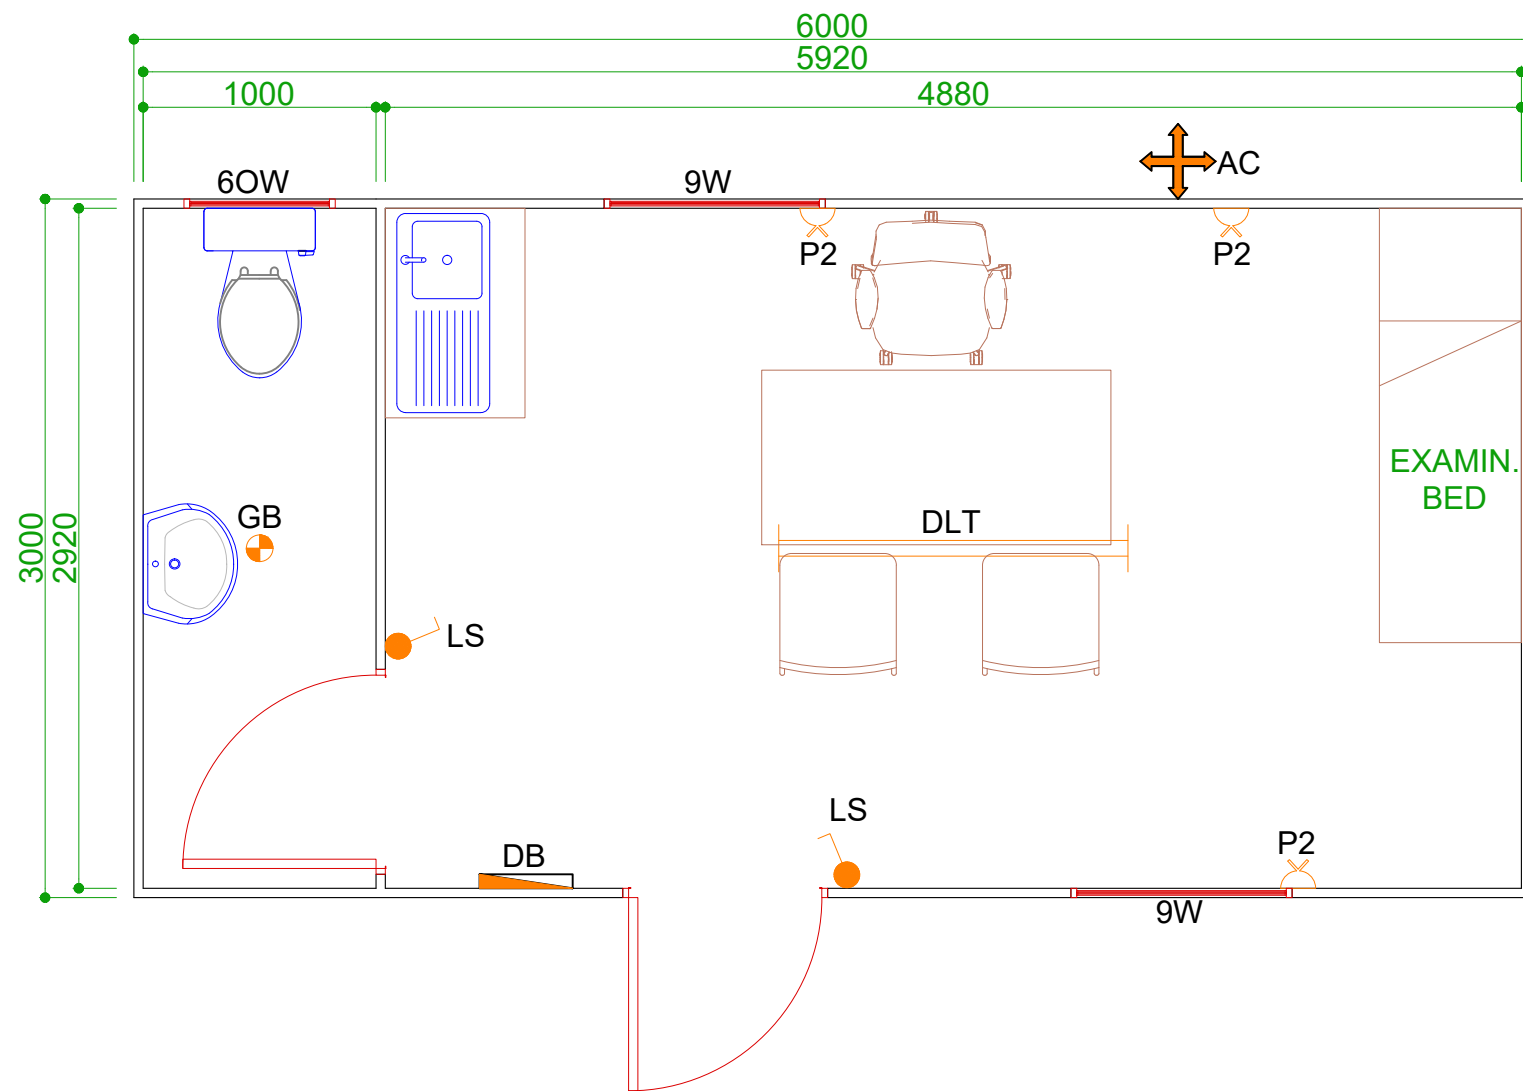 6000
5920
1000
4880
AC
6OW
9W
P2
P2
EXAMIN.
BED
GB
DLT
3000
2920
LS
LS
DB
P2
9W